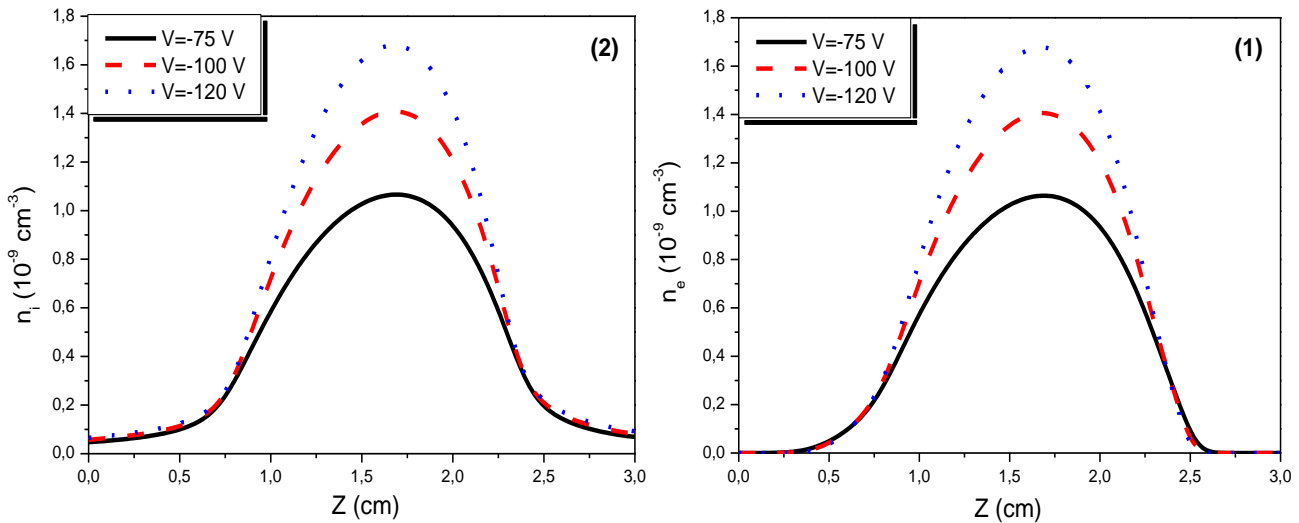 1,8
1,6
1,4
1,2
1,0
0,8
0,6
0,4
0,2
0,0
n_i (10^-9 cm^-3)
V=-75 V
V=-100 V
V=-120 V
(2)
0,0 0,5 1,0 1,5 2,0 2,5 3,0
Z (cm)
1,8
1,6
1,4
1,2
1,0
0,8
0,6
0,4
0,2
0,0
n_e (10^-9 cm^-3)
V=-75 V
V=-100 V
V=-120 V
(1)
0,0 0,5 1,0 1,5 2,0 2,5 3,0
Z (cm)